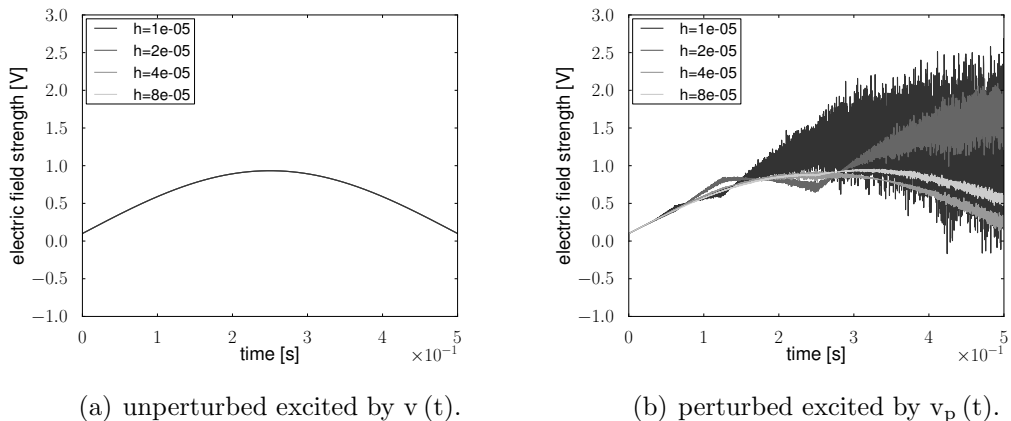 3.0
2.5
2.0
1.5
1.0
0.5
0.0
−0.5
−1.0
electric field strength [V]
h=1e-05
h=2e-05
h=4e-05
h=8e-05
0 1 2 3 4 5
time [s]
×10⁻¹
(a) unperturbed excited by v (t).
3.0
2.5
2.0
1.5
1.0
0.5
0.0
−0.5
−1.0
electric field strength [V]
h=1e-05
h=2e-05
h=4e-05
h=8e-05
0 1 2 3 4 5
time [s]
×10⁻¹
(b) perturbed excited by vₚ (t).